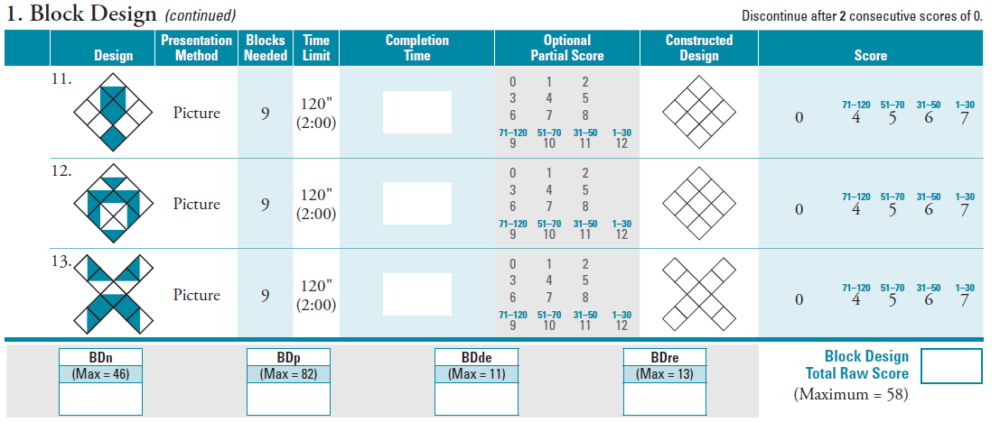 1. Block Design (continued)
Discontinue after 2 consecutive scores of 0.
Design
Presentation Method
Blocks Needed
Time Limit
Completion Time
Optional Partial Score
Constructed Design
Score
11.
Picture
9
120"
(2:00)
0 1 2
3 4 5
6 7 8
71–120 51–70 31–50 1–30
9 10 11 12
0
71–120 51–70 31–50 1–30
4 5 6 7
12.
Picture
9
120"
(2:00)
0 1 2
3 4 5
6 7 8
71–120 51–70 31–50 1–30
9 10 11 12
0
71–120 51–70 31–50 1–30
4 5 6 7
13.
Picture
9
120"
(2:00)
0 1 2
3 4 5
6 7 8
71–120 51–70 31–50 1–30
9 10 11 12
0
71–120 51–70 31–50 1–30
4 5 6 7
BDn
(Max = 46)
BDp
(Max = 82)
BDde
(Max = 11)
BDre
(Max = 13)
Block Design
Total Raw Score
(Maximum = 58)